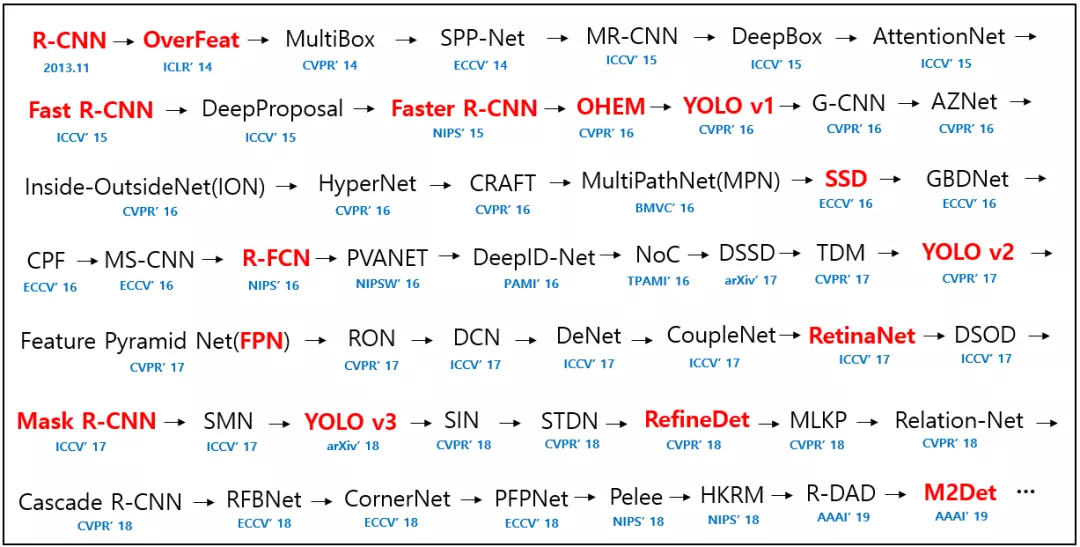 R-CNN → OverFeat → MultiBox → SPP-Net → MR-CNN → DeepBox → AttentionNet →
2013.11 ICLR' 14 CVPR' 14 ECCV' 14 ICCV' 15 ICCV' 15 ICCV' 15
Fast R-CNN → DeepProposal → Faster R-CNN → OHEM → YOLO v1 → G-CNN → AZNet →
ICCV' 15 ICCV' 15 NIPS' 15 CVPR' 16 CVPR' 16 CVPR' 16 CVPR' 16
Inside-OutsideNet(ION) → HyperNet → CRAFT → MultiPathNet(MPN) → SSD → GBDNet →
CVPR' 16 CVPR' 16 CVPR' 16 BMVC' 16 ECCV' 16 ECCV' 16
CPF → MS-CNN → R-FCN → PVANET → DeepID-Net → NoC → DSSD → TDM → YOLO v2 →
ECCV' 16 ECCV' 16 NIPS' 16 NIPSW' 16 PAMI' 16 TPAMI' 16 arXiv' 17 CVPR' 17 CVPR' 17
Feature Pyramid Net(FPN) → RON → DCN → DeNet → CoupleNet → RetinaNet → DSOD →
CVPR' 17 CVPR' 17 ICCV' 17 ICCV' 17 ICCV' 17 ICCV' 17 ICCV' 17
Mask R-CNN → SMN → YOLO v3 → SIN → STDN → RefineDet → MLKP → Relation-Net →
ICCV' 17 ICCV' 17 arXiv' 18 CVPR' 18 CVPR' 18 CVPR' 18 CVPR' 18 CVPR' 18
Cascade R-CNN → RFBNet → CornerNet → PFPNet → Pelee → HKRM → R-DAD → M2Det ⋯
CVPR' 18 ECCV' 18 ECCV' 18 ECCV' 18 NIPS' 18 NIPS' 18 AAAI' 19 AAAI' 19